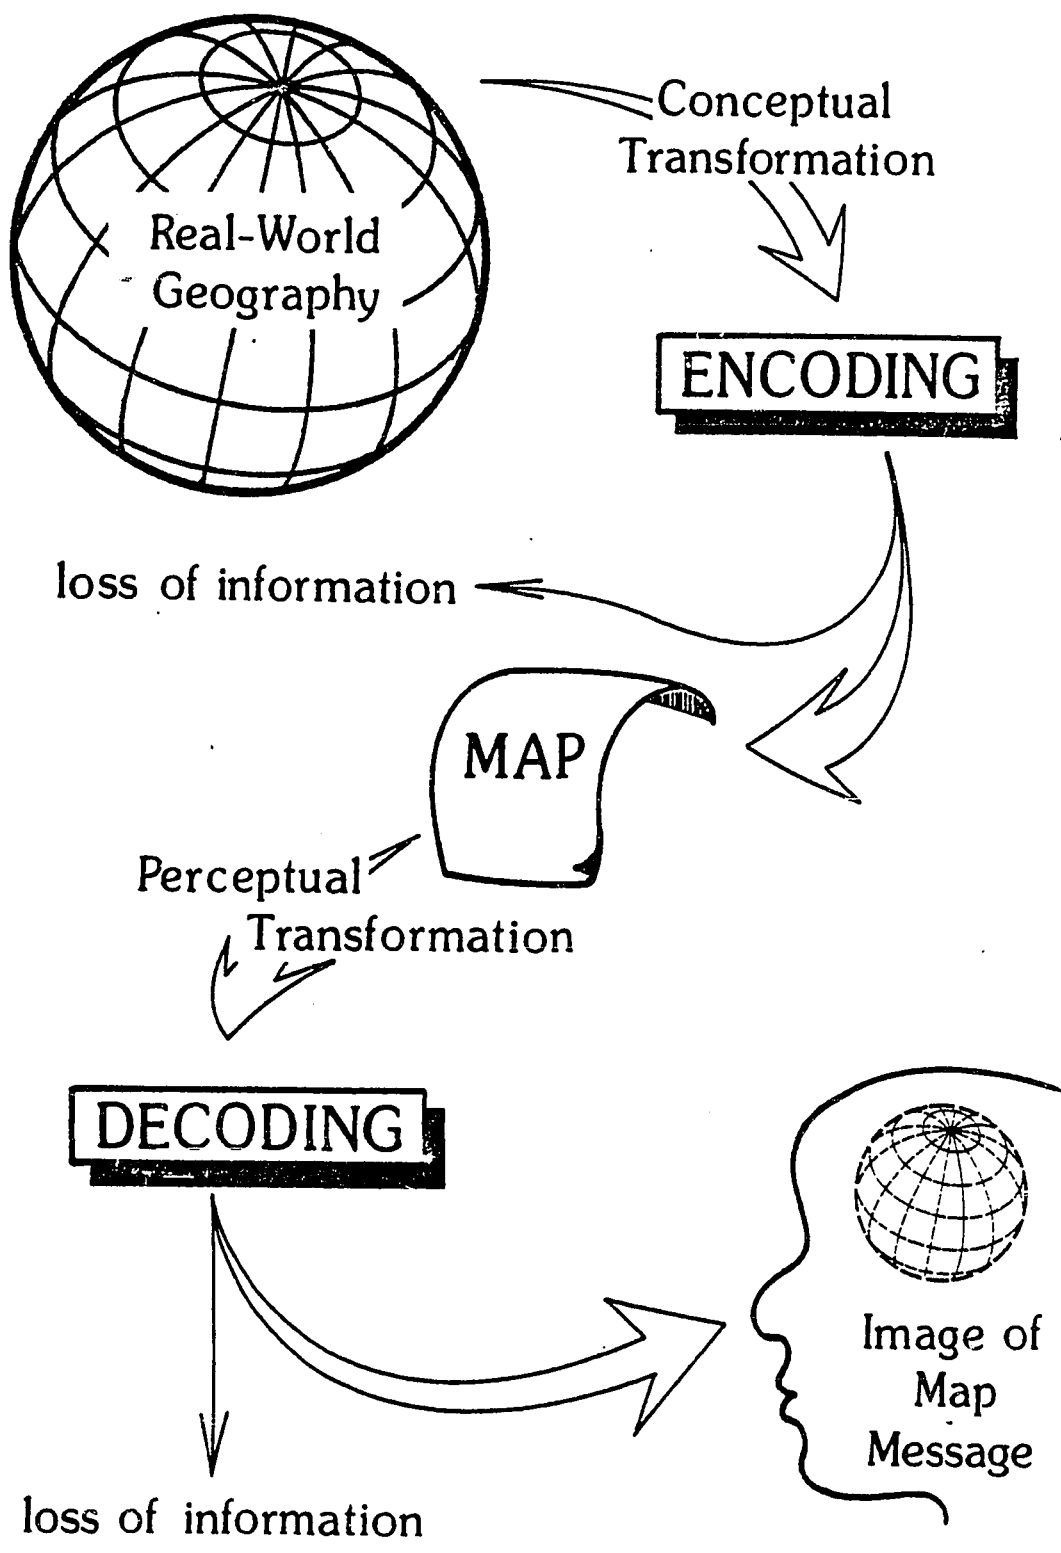 Real-World
Geography
Conceptual
Transformation
ENCODING
loss of information
MAP
Perceptual
Transformation
DECODING
Image of
Map
Message
loss of information